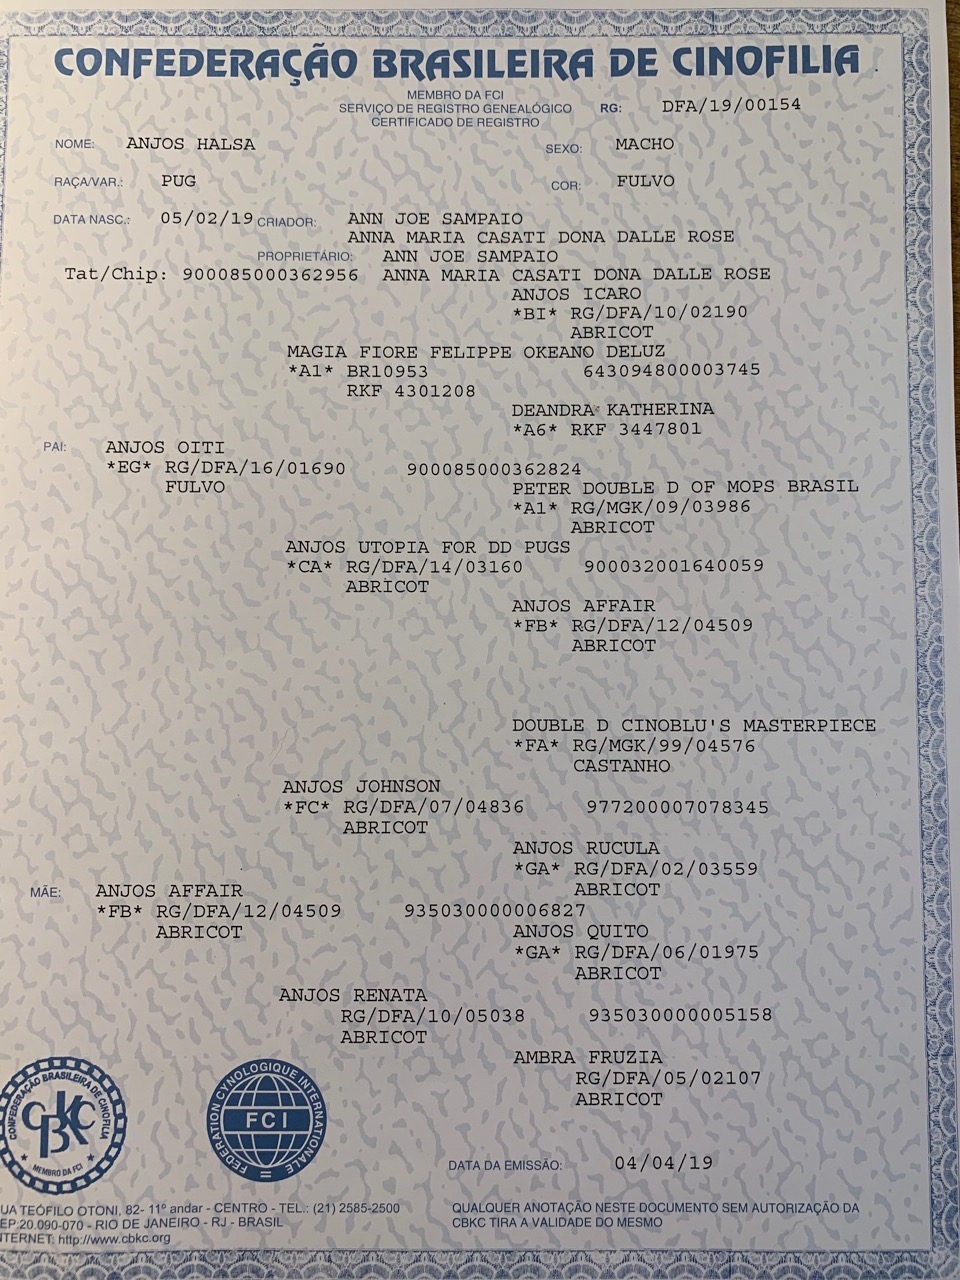 CONFEDERAÇÃO BRASILEIRA DE CINOFILIA
MEMBRO DA FCI
SERVIÇO DE REGISTRO GENEALÓGICO RG: DFA/19/00154
CERTIFICADO DE REGISTRO
NOME: ANJOS HALSA SEXO: MACHO
RAÇA/VAR.: PUG COR: FULVO
DATA NASC.: 05/02/19 CRIADOR: ANN JOE SAMPAIO
ANNA MARIA CASATI DONA DALLE ROSE
PROPRIETÁRIO: ANN JOE SAMPAIO
Tat/Chip: 900085000362956 ANNA MARIA CASATI DONA DALLE ROSE
ANJOS ICARO
*BI* RG/DFA/10/02190
ABRICOT
MAGIA FIORE FELIPPE OKEANO DELUZ
*A1* BR10953 643094800003745
RKF 4301208
DEANDRA KATHERINA
*A6* RKF 3447801
PAI: ANJOS OITI
*EG* RG/DFA/16/01690 900085000362824
FULVO
PETER DOUBLE D OF MOPS BRASIL
*A1* RG/MGK/09/03986
ABRICOT
ANJOS UTOPIA FOR DD PUGS
*CA* RG/DFA/14/03160 900032001640059
ABRICOT
ANJOS AFFAIR
*FB* RG/DFA/12/04509
ABRICOT
DOUBLE D CINOBLU'S MASTERPIECE
*FA* RG/MGK/99/04576
CASTANHO
ANJOS JOHNSON
*FC* RG/DFA/07/04836 977200007078345
ABRICOT
ANJOS RUCULA
*GA* RG/DFA/02/03559
ABRICOT
MÃE: ANJOS AFFAIR
*FB* RG/DFA/12/04509 935030000006827
ABRICOT
ANJOS QUITO
*GA* RG/DFA/06/01975
ABRICOT
ANJOS RENATA
RG/DFA/10/05038 935030000005158
ABRICOT
AMBRA FRUZIA
RG/DFA/05/02107
ABRICOT
CONFEDERAÇÃO BRASILEIRA DE CINOFILIA
CBKC
MEMBRO DA FCI
FEDERATION CYNOLOGIQUE INTERNATIONALE
FCI
DATA DA EMISSÃO: 04/04/19
UA TEÓFILO OTONI, 82- 11º andar - CENTRO - TEL.: (21) 2585-2500
EP:20.090-070 - RIO DE JANEIRO - RJ - BRASIL
NTERNET: http://www.cbkc.org
QUALQUER ANOTAÇÃO NESTE DOCUMENTO SEM AUTORIZAÇÃO DA
CBKC TIRA A VALIDADE DO MESMO